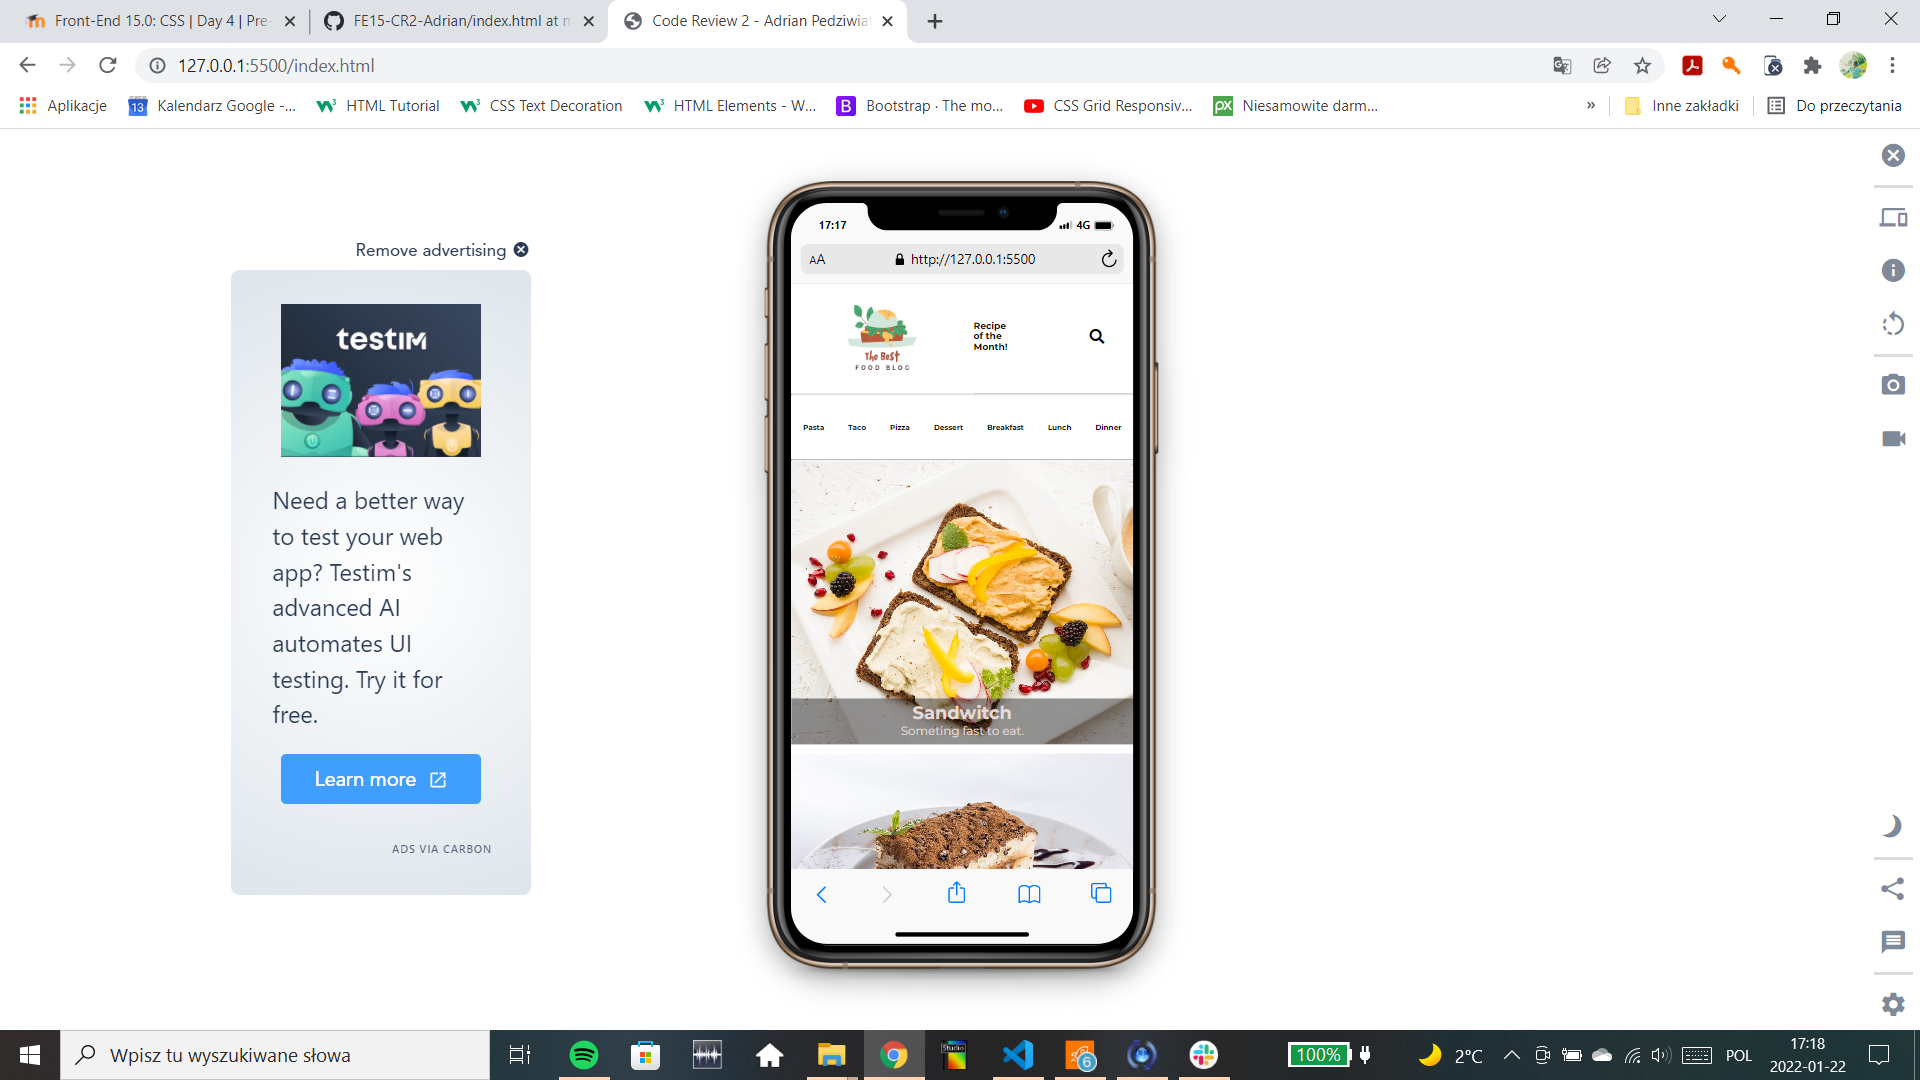 Front-End 15.0: CSS | Day 4 | Pre-
FE15-CR2-Adrian/index.html at m
Code Review 2 - Adrian Pedziwia
127.0.0.1:5500/index.html
Aplikacje
13
Kalendarz Google -...
HTML Tutorial
CSS Text Decoration
HTML Elements - W...
B
Bootstrap · The mo...
CSS Grid Responsiv...
px
Niesamowite darm...
»
Inne zakładki
Do przeczytania
Remove advertising
testim
Need a better way
to test your web
app? Testim's
advanced AI
automates UI
testing. Try it for
free.
Learn more
ADS VIA CARBON
17:17
4G
AA
http://127.0.0.1:5500
The Best
FOOD BLOG
Recipe
of the
Month!
Pasta
Taco
Pizza
Dessert
Breakfast
Lunch
Dinner
Sandwitch
Someting fast to eat.
Wpisz tu wyszukiwane słowa
Studio
6
100%
2°C
POL
17:18
2022-01-22